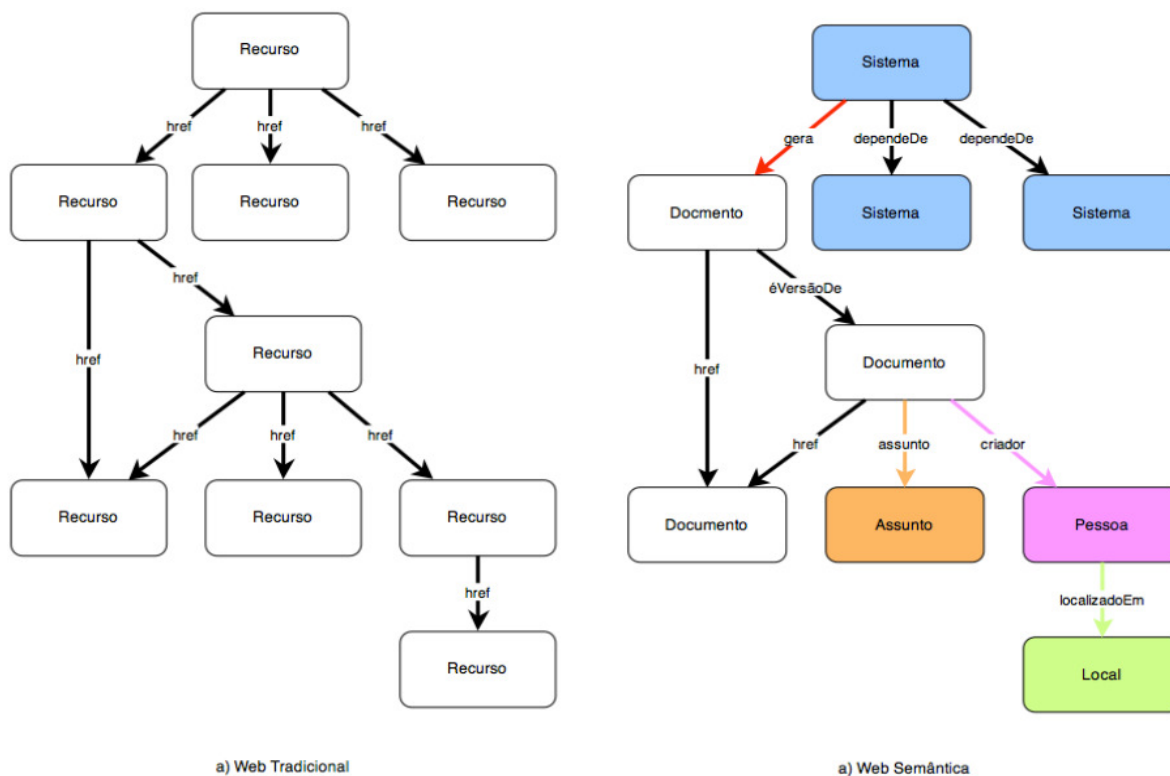 Recurso
href
href
href
Recurso
Recurso
Recurso
href
href
Recurso
href
href
href
Recurso
Recurso
Recurso
href
Recurso
a) Web Tradicional
Sistema
gera
dependeDe
dependeDe
Docmento
Sistema
Sistema
éVersãoDe
href
Documento
href
assunto
criador
Documento
Assunto
Pessoa
localizadoEm
Local
a) Web Semântica